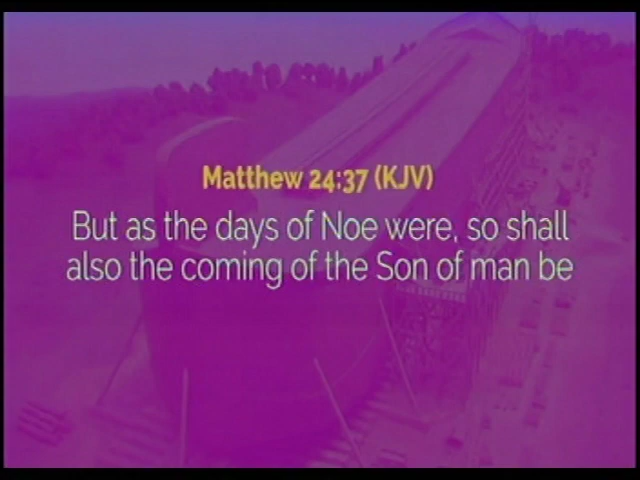 Matthew 24:37 (KJV)
But as the days of Noe were, so shall
also the coming of the Son of man be